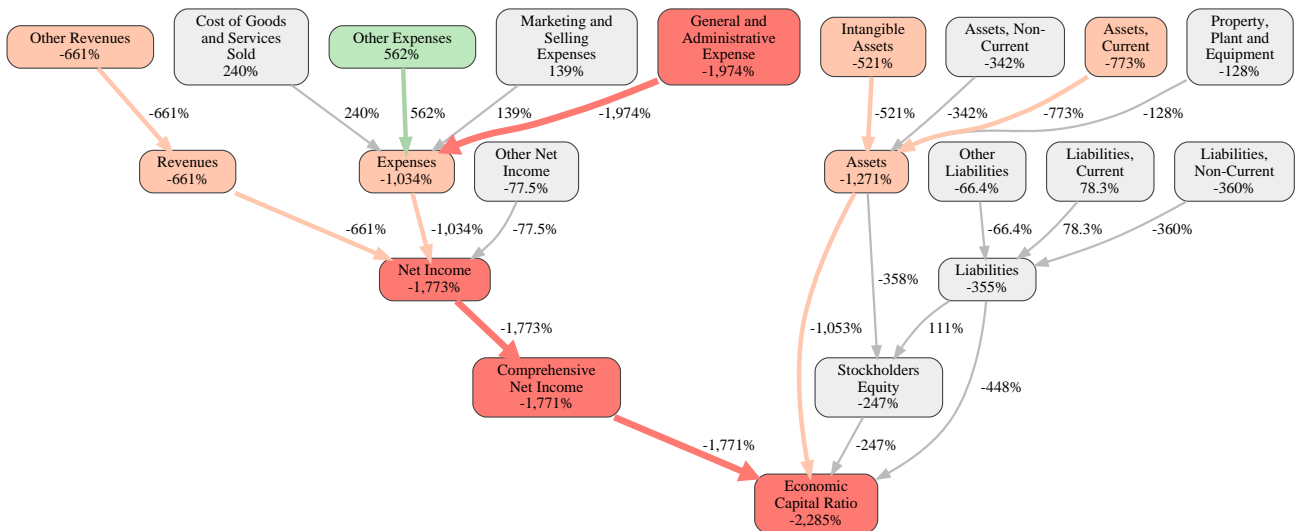 Other Revenues
-661%
Cost of Goods
and Services
Sold
240%
Other Expenses
562%
Marketing and
Selling
Expenses
139%
General and
Administrative
Expense
-1,974%
Intangible
Assets
-521%
Assets, Non-
Current
-342%
Assets,
Current
-773%
Property,
Plant and
Equipment
-128%
-661%
240%
562%
139%
-1,974%
-521%
-342%
-773%
-128%
Revenues
-661%
Expenses
-1,034%
Other Net
Income
-77.5%
Assets
-1,271%
Other
Liabilities
-66.4%
Liabilities,
Current
78.3%
Liabilities,
Non-Current
-360%
-661%
-1,034%
-77.5%
-66.4%
78.3%
-360%
Net Income
-1,773%
-358%
Liabilities
-355%
-1,773%
-1,053%
111%
Comprehensive
Net Income
-1,771%
Stockholders
Equity
-247%
-448%
-1,771%
-247%
Economic
Capital Ratio
-2,285%